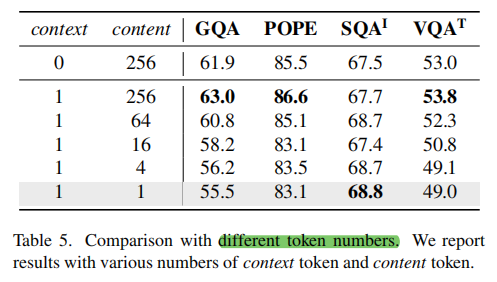 context content GQA POPE SQA^I VQA^T
0 256 61.9 85.5 67.5 53.0
1 256 63.0 86.6 67.7 53.8
1 64 60.8 85.1 68.7 52.3
1 16 58.2 83.1 67.4 50.8
1 4 56.2 83.5 68.7 49.1
1 1 55.5 83.1 68.8 49.0
Table 5. Comparison with different token numbers. We report
results with various numbers of context token and content token.